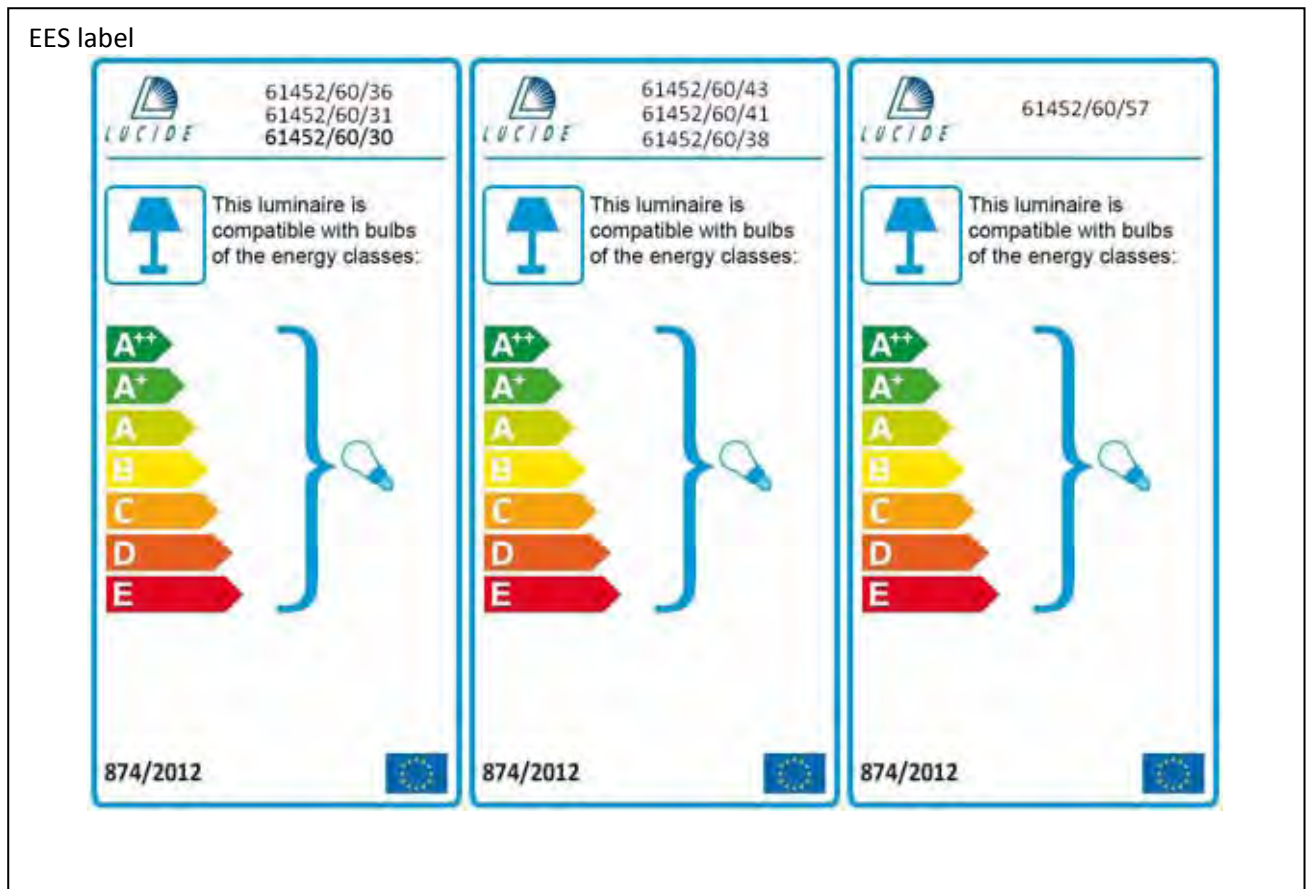 EES label
LUCIDE
61452/60/36
61452/60/31
61452/60/30
This luminaire is
compatible with bulbs
of the energy classes:
A++
A+
A
B
C
D
E
874/2012
LUCIDE
61452/60/43
61452/60/41
61452/60/38
This luminaire is
compatible with bulbs
of the energy classes:
A++
A+
A
B
C
D
E
874/2012
LUCIDE
61452/60/57
This luminaire is
compatible with bulbs
of the energy classes:
A++
A+
A
B
C
D
E
874/2012